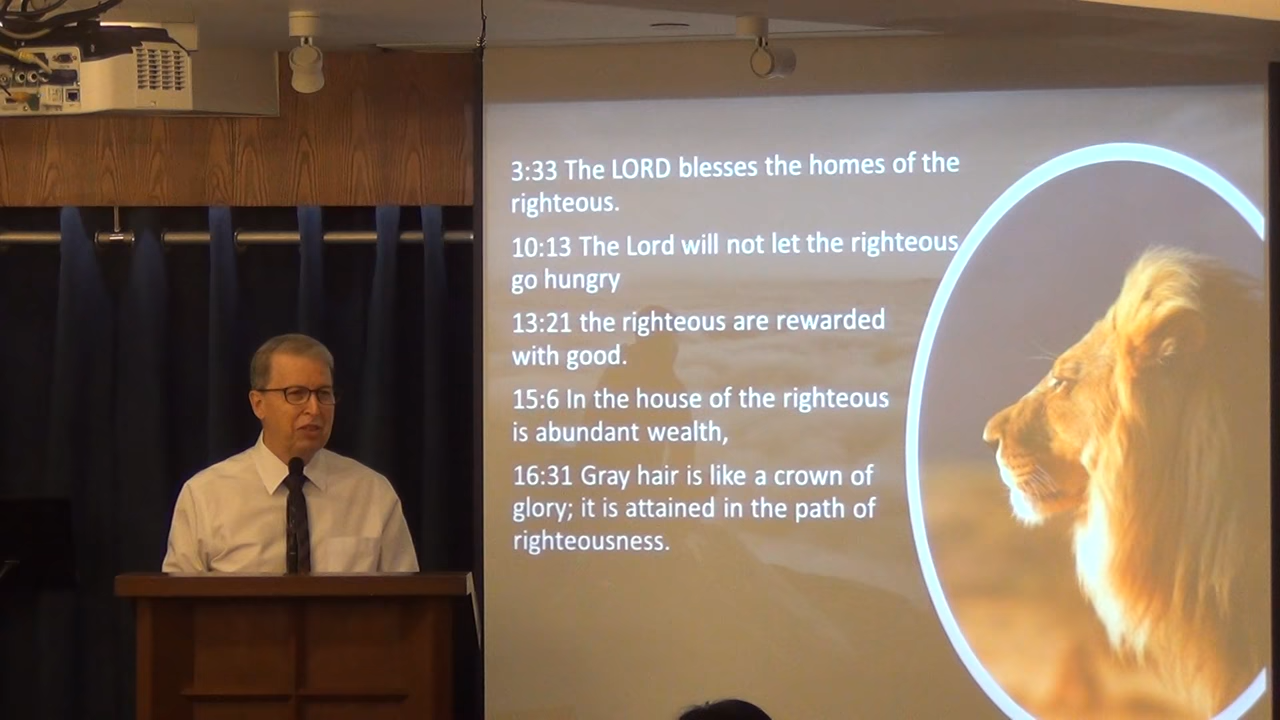 3:33 The LORD blesses the homes of the
righteous.
10:13 The Lord will not let the righteous
go hungry
13:21 the righteous are rewarded
with good.
15:6 In the house of the righteous
is abundant wealth,
16:31 Gray hair is like a crown of
glory; it is attained in the path of
righteousness.